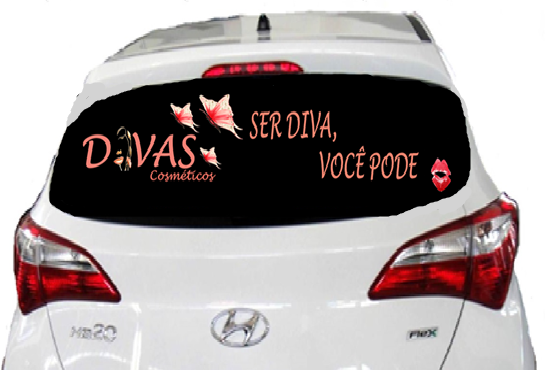 SER DIVA,
DIVAS
VOCÊ PODE
Cosméticos
HB20
FLEX